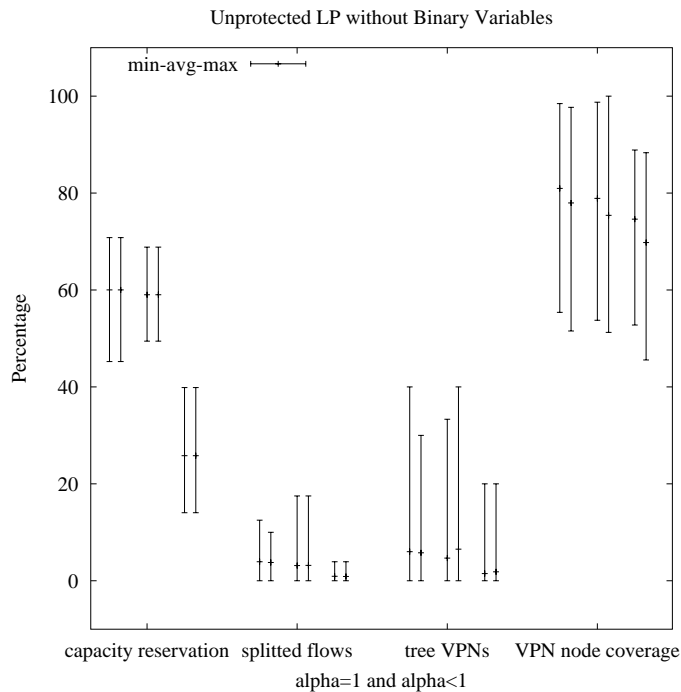 Unprotected LP without Binary Variables
min-avg-max
100
80
60
40
20
0
Percentage
capacity reservation splitted flows tree VPNs VPN node coverage
alpha=1 and alpha<1